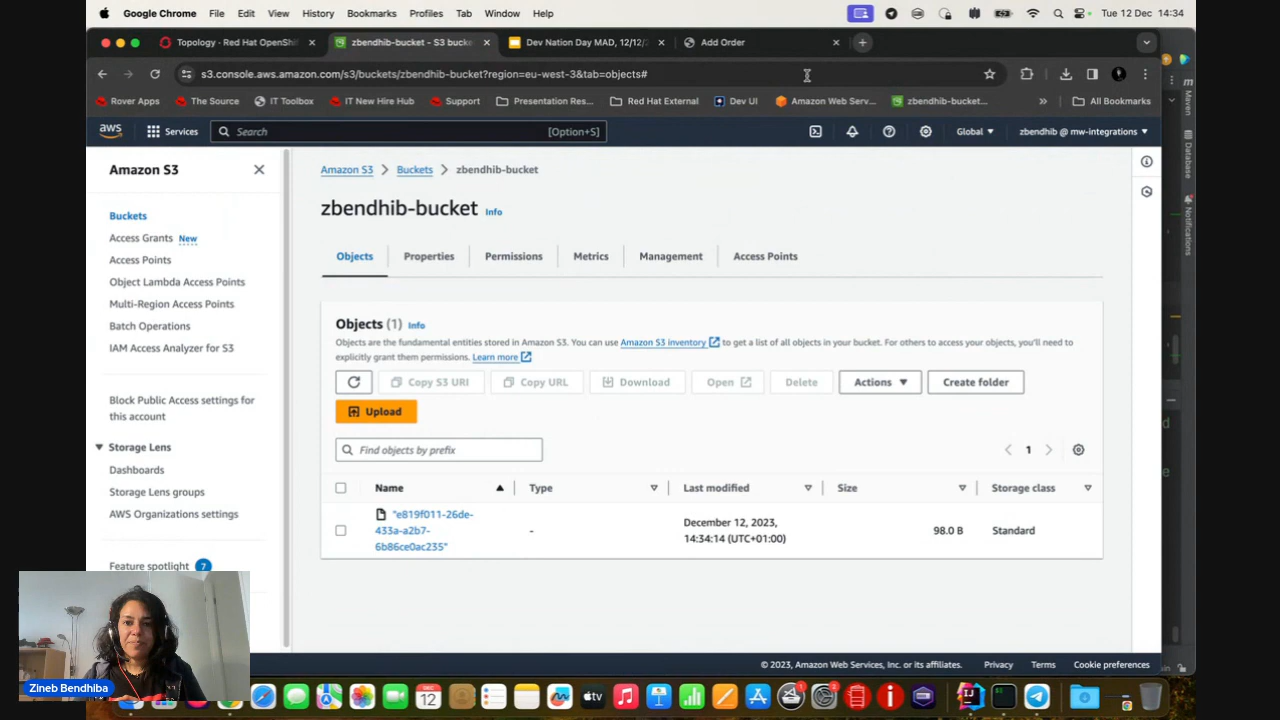 Google Chrome File Edit View History Bookmarks Profiles Tab Window Help Tue 12 Dec 14:34
Topology - Red Hat OpenShif zbendhib-bucket - S3 bucke Dev Nation Day MAD, 12/12/ Add Order
s3.console.aws.amazon.com/s3/buckets/zbendhib-bucket?region=eu-west-3&tab=objects#
Rover Apps The Source IT Toolbox IT New Hire Hub Support Presentation Res... Red Hat External Dev UI Amazon Web Serv... zbendhib-bucket... » All Bookmarks
aws Services Search [Option+S] Global zbendhib @ mw-integrations
Amazon S3
Buckets
Access Grants New
Access Points
Object Lambda Access Points
Multi-Region Access Points
Batch Operations
IAM Access Analyzer for S3
Block Public Access settings for
this account
Storage Lens
Dashboards
Storage Lens groups
AWS Organizations settings
Feature spotlight 7
Amazon S3 > Buckets > zbendhib-bucket
zbendhib-bucket Info
Objects Properties Permissions Metrics Management Access Points
Objects (1) Info
Objects are the fundamental entities stored in Amazon S3. You can use Amazon S3 inventory to get a list of all objects in your bucket. For others to access your objects, you'll need to
explicitly grant them permissions. Learn more
Copy S3 URI Copy URL Download Open Delete Actions Create folder
Upload
Find objects by prefix 1
Name Type Last modified Size Storage class
"e819f011-26de-
433a-a2b7-
6b86ce0ac235"
-
December 12, 2023,
14:34:14 (UTC+01:00)
98.0 B
Standard
© 2023, Amazon Web Services, Inc. or its affiliates. Privacy Terms Cookie preferences
Maven
Database
Notifications
Zineb Bendhiba
DEC
12
tv